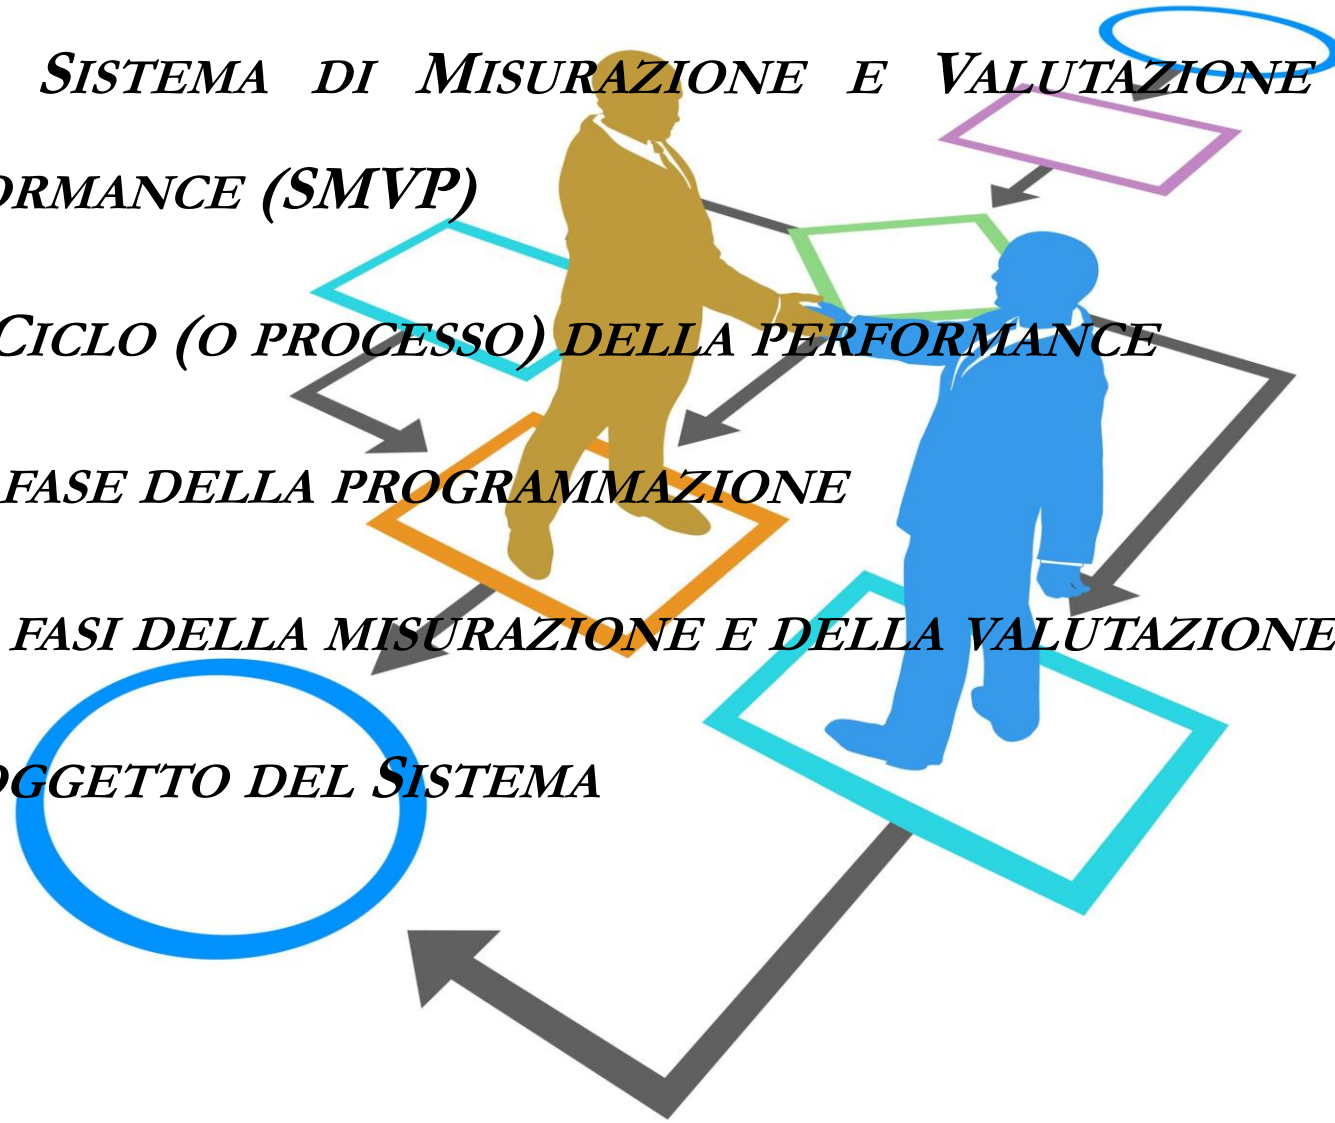 SISTEMA DI MISURAZIONE E VALUTAZIONE
ORMANCE (SMVP)
CICLO (O PROCESSO) DELLA PERFORMANCE
FASE DELLA PROGRAMMAZIONE
FASI DELLA MISURAZIONE E DELLA VALUTAZIONE
OGGETTO DEL SISTEMA